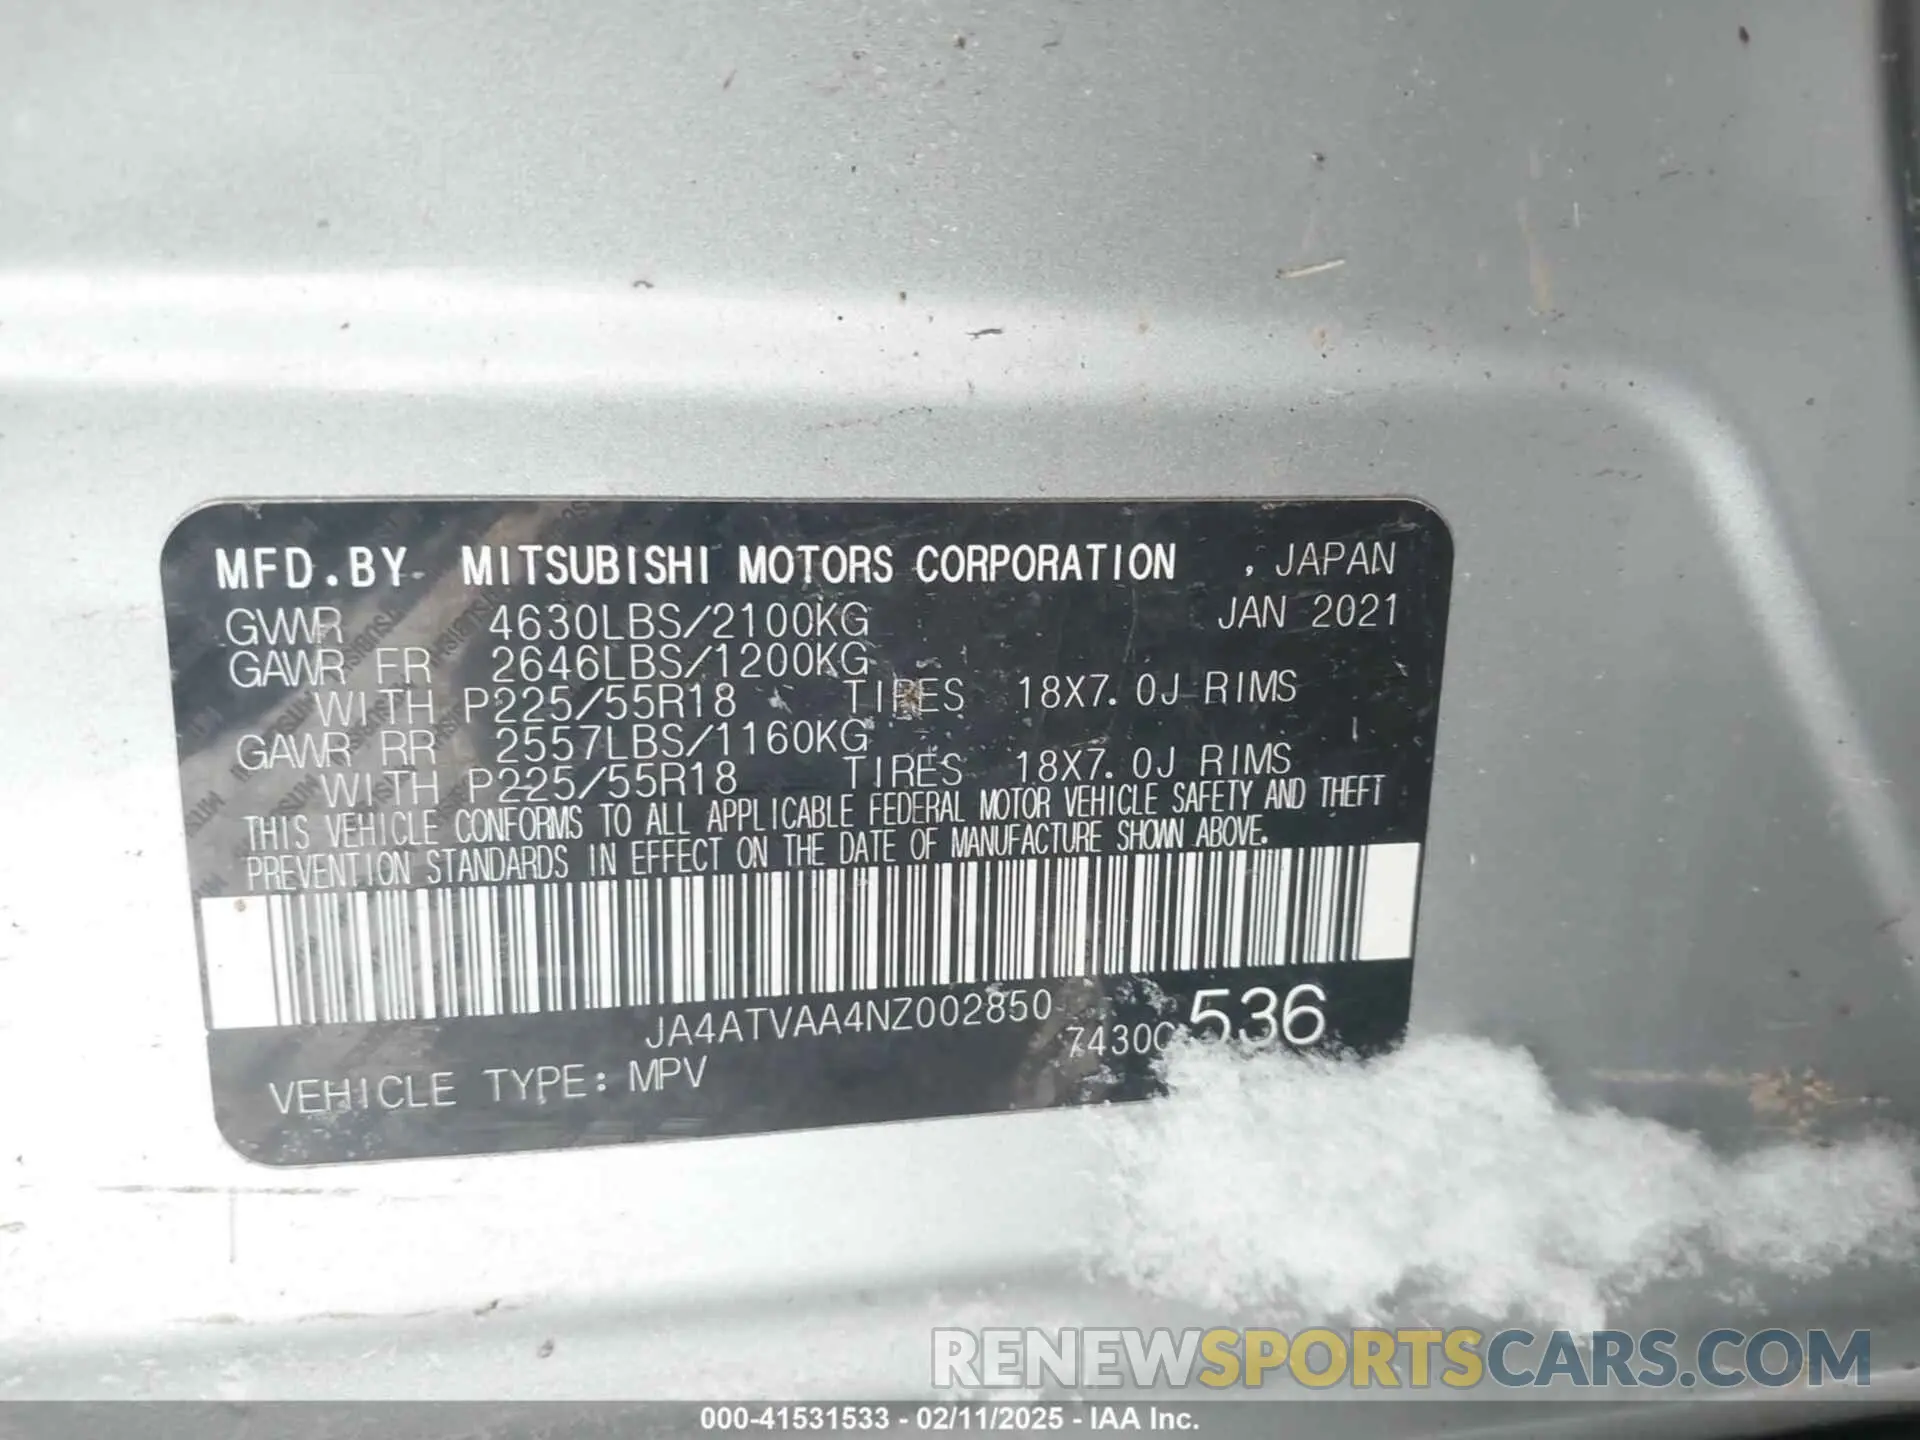 MFD.BY MITSUBISHI MOTORS CORPORATION , JAPAN
GVWR 4630LBS/2100KG JAN 2021
GAWR FR 2646LBS/1200KG
WITH P225/55R18 TIRES 18X7.0J RIMS
GAWR RR 2557LBS/1160KG
WITH P225/55R18 TIRES 18X7.0J RIMS
THIS VEHICLE CONFORMS TO ALL APPLICABLE FEDERAL MOTOR VEHICLE SAFETY AND THEFT
PREVENTION STANDARDS IN EFFECT ON THE DATE OF MANUFACTURE SHOWN ABOVE.
JA4ATVAA4NZ002850
536
VEHICLE TYPE: MPV
RENEWSPORTSCARS.COM
000-41531533 - 02/11/2025 - IAA Inc.